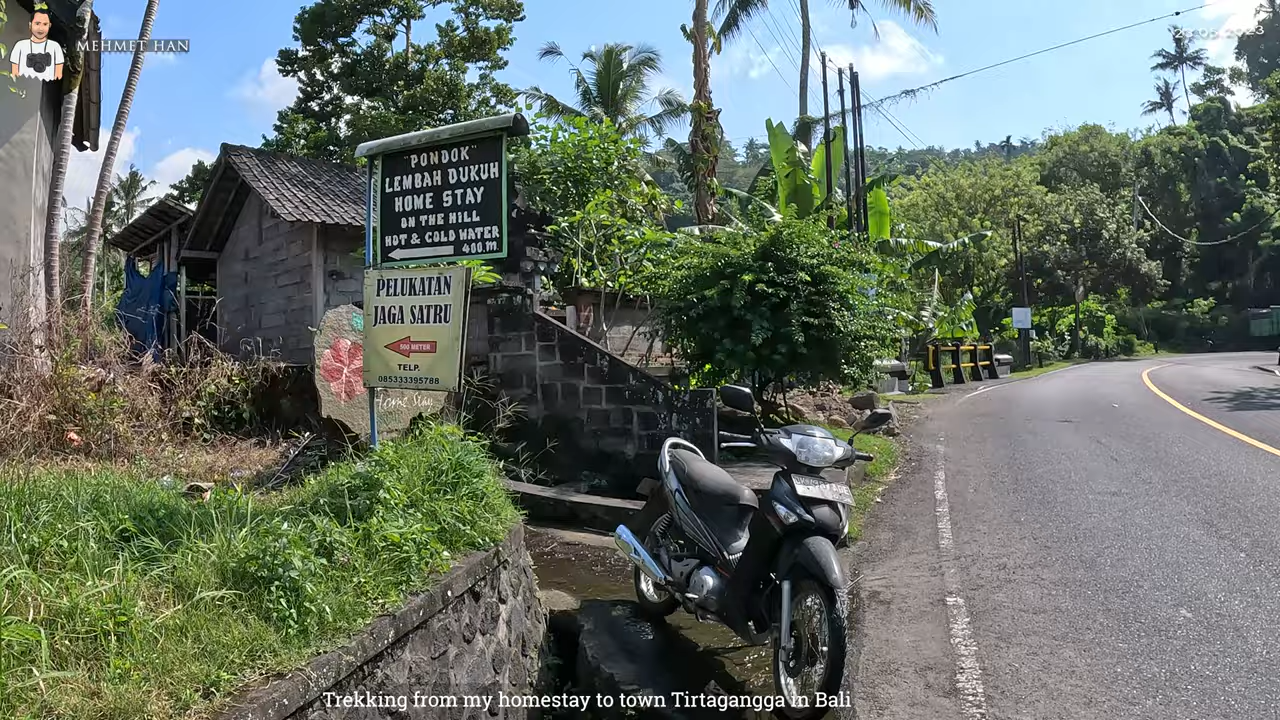 MEHMET HAN
"PONDOK"
LEMBAH DUKUH
HOME STAY
ON THE HILL
HOT & COLD WATER
400.M
PELUKATAN
JAGA SATRU
500 METER
TELP.
085333395788
Home Stay
Trekking from my homestay to town Tirtagangga in Bali